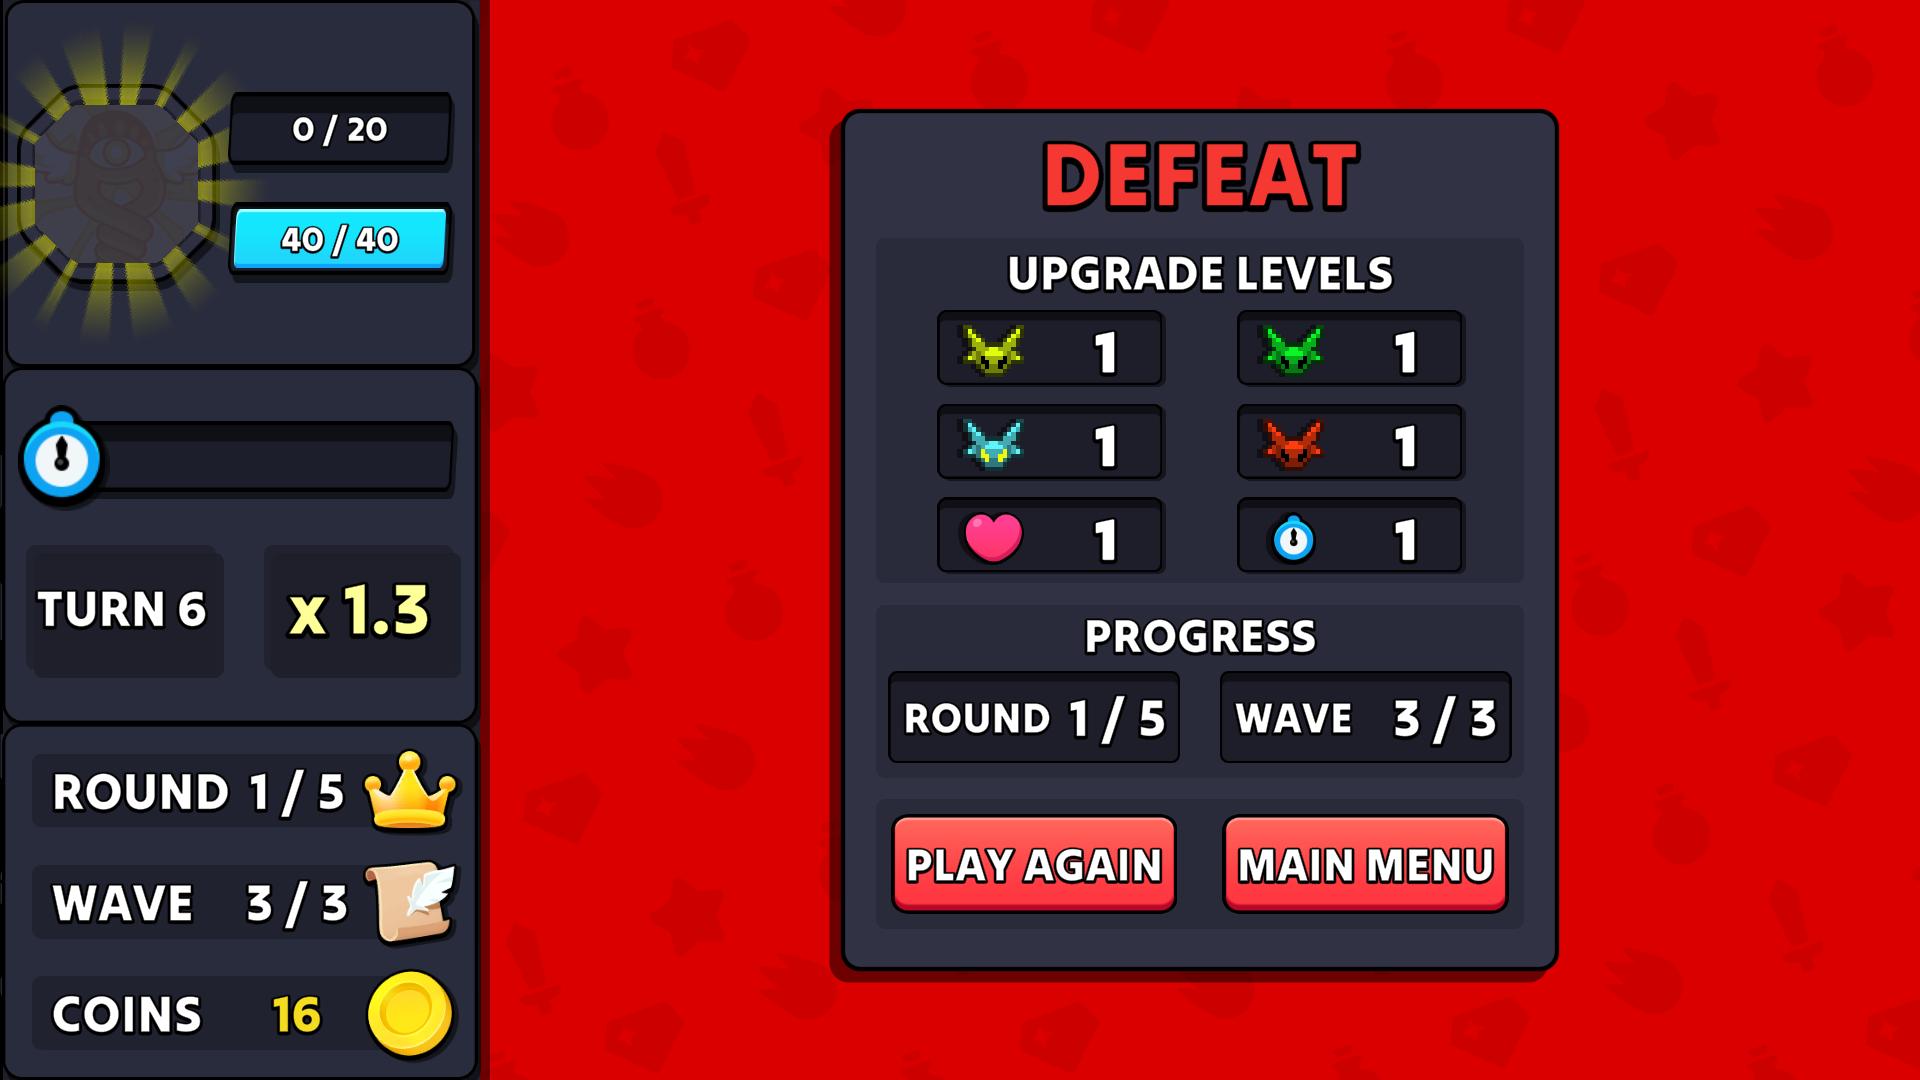 0 / 20
40 / 40
TURN 6
x 1.3
ROUND 1 / 5
WAVE 3 / 3
COINS 16
DEFEAT
UPGRADE LEVELS
1 1
1 1
1 1
PROGRESS
ROUND 1 / 5 WAVE 3 / 3
PLAY AGAIN MAIN MENU